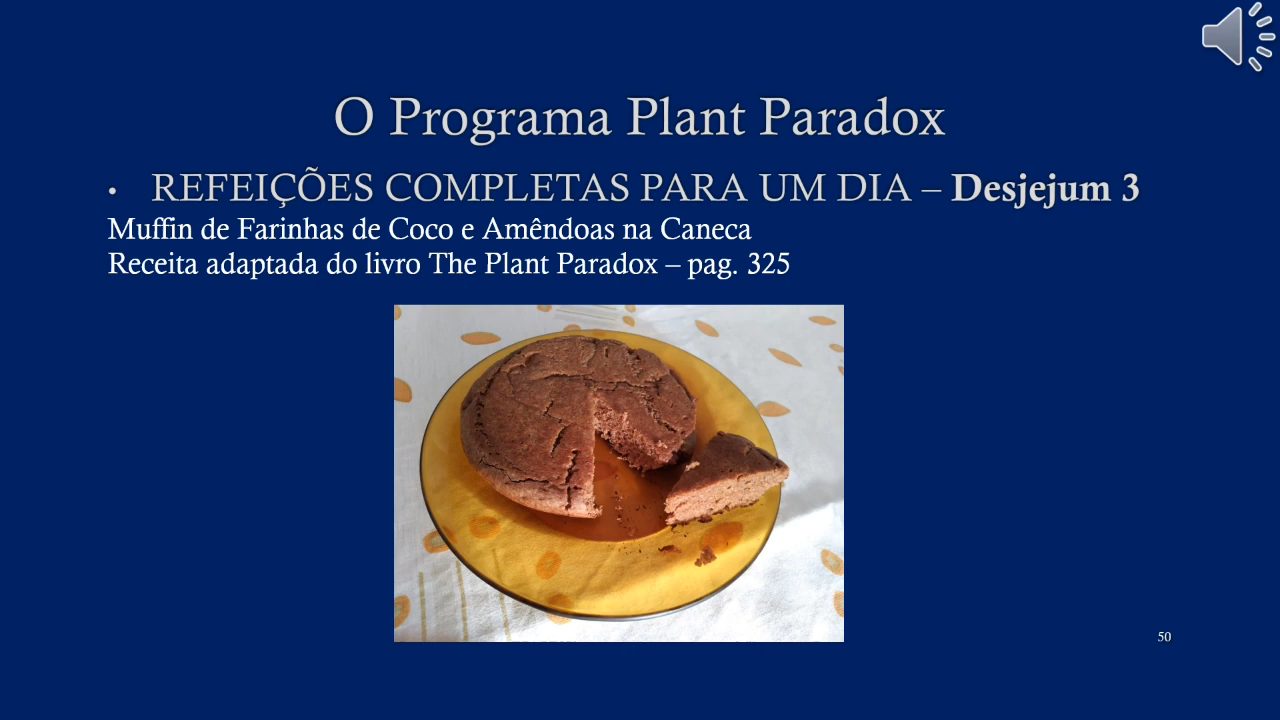 O Programa Plant Paradox
• REFEIÇÕES COMPLETAS PARA UM DIA – Desjejum 3
Muffin de Farinhas de Coco e Amêndoas na Caneca
Receita adaptada do livro The Plant Paradox – pag. 325
50